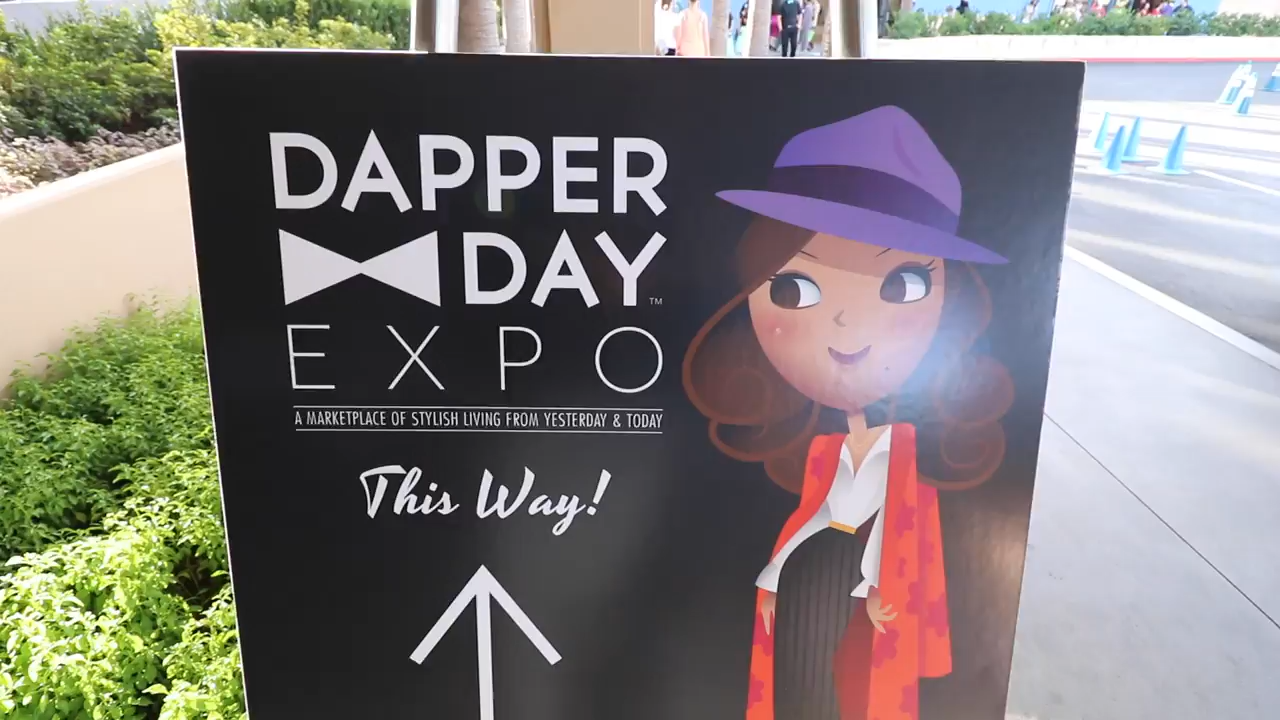 DAPPER
DAY™
EXPO
A MARKETPLACE OF STYLISH LIVING FROM YESTERDAY & TODAY
This Way!